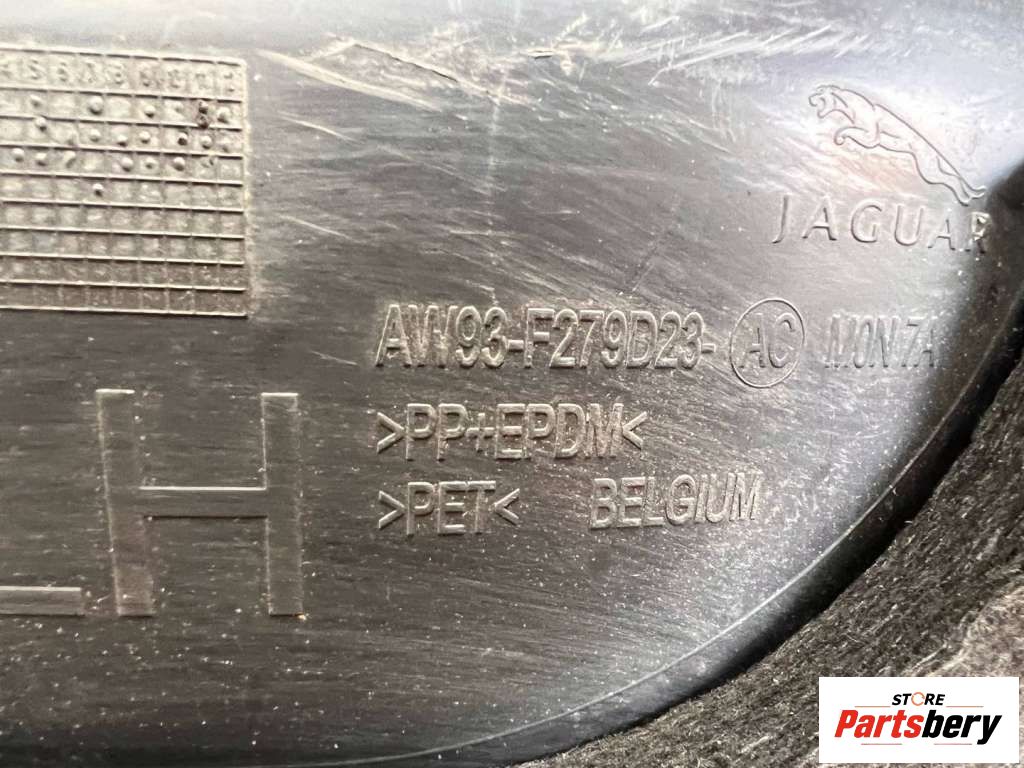 JAGUAR
AW93-F279D23- AC MONZA
>PP+EPDM<
>PET< BELGIUM
LH
STORE
Partsbery